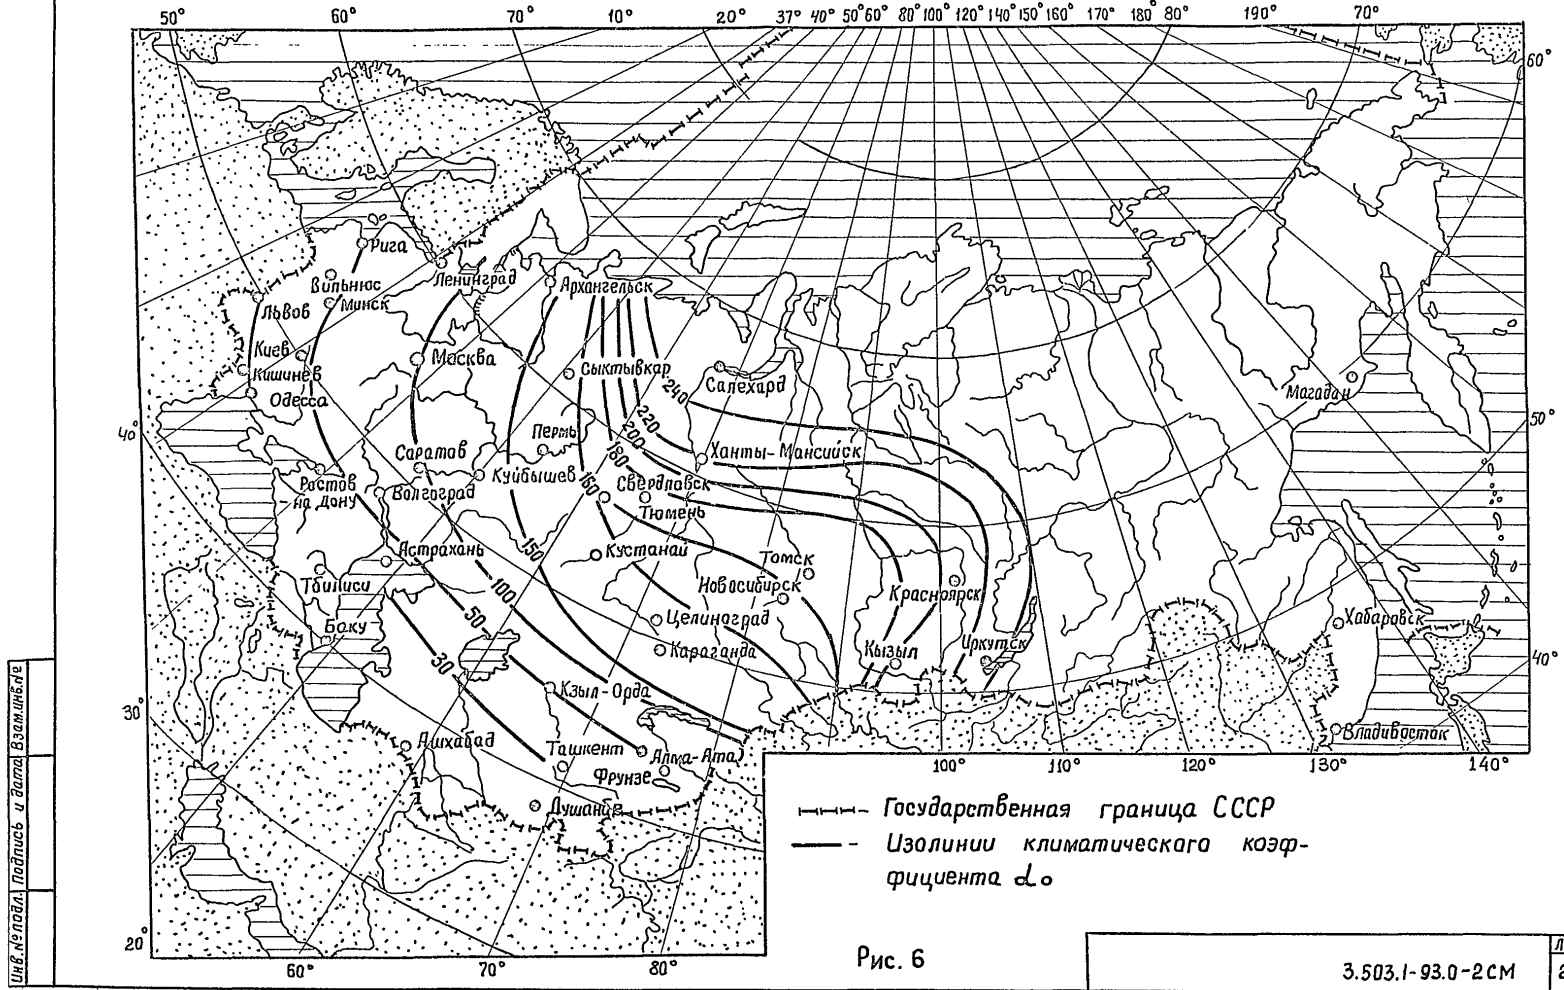 50° 60° 70° 10° 20° 37° 40° 50° 60° 80° 100° 120° 140° 150° 160° 170° 180° 80° 190° 70°
60°
Рига
Ленинград
Архангельск
Вильнюс
Минск
Львов
Киев
Москва
Сыктывкар
Салехард
Кишинев
Одесса
Магадан
240
220
200
180
160
50°
40°
Пермь
Саратов
Куйбышев
Ханты-Мансийск
Ростов
на Дону
Волгоград
Свердловск
Тюмень
Астрахань
150
Кустанай
Томск
Тбилиси
100
Новосибирск
Красноярск
Баку
50
Целиноград
Хабаровск
30
Караганда
Кызыл
Иркутск
40°
Кзыл-Орда
30°
Ашхабад
Ташкент
Алма-Ата
Фрунзе
Владивосток
Душанбе
100° 110° 120° 130° 140°
20°
60° 70° 80°
Государственная граница СССР
Изолинии климатического коэф-
фициента αо
Рис. 6
3.503.1-93.0-2СМ
Л
2
Инв.№подл. Подпись и дата Взам.инв.№